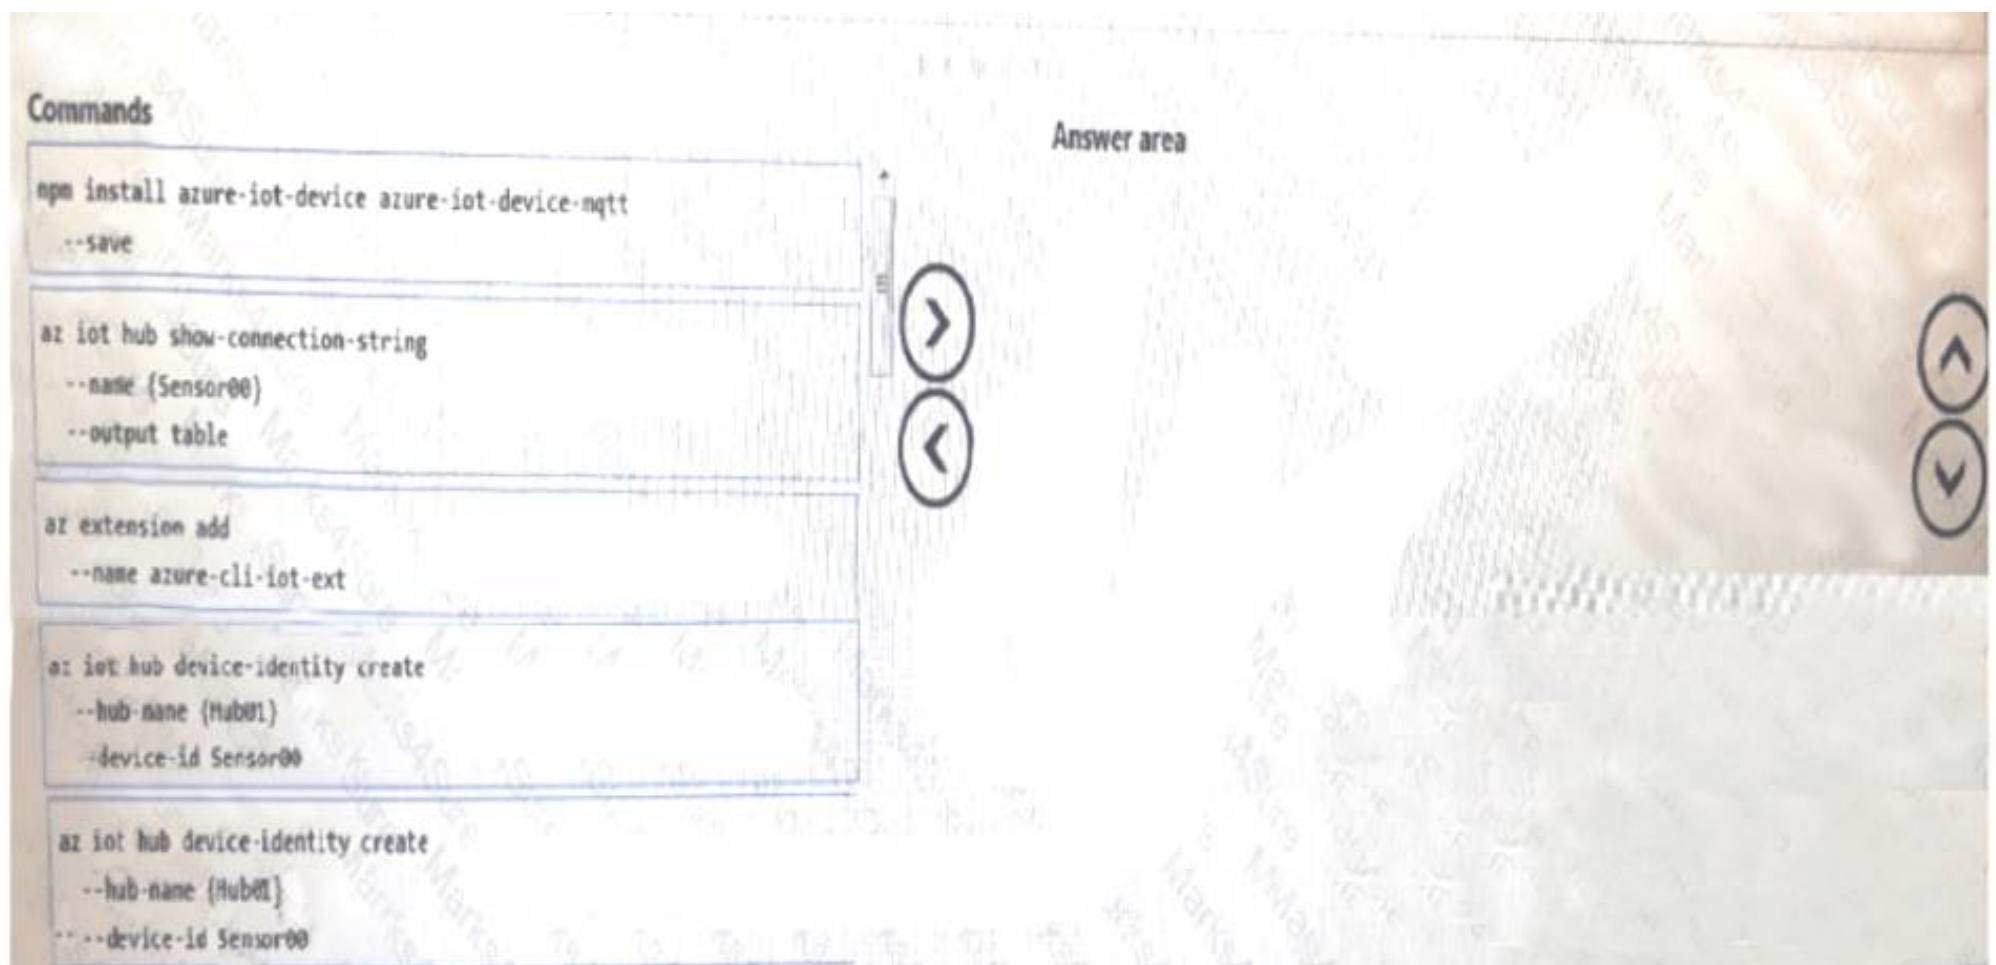 Commands
Answer area
npm install azure-iot-device azure-iot-device-mqtt
--save
az iot hub show-connection-string
--name {Sensor00}
--output table
az extension add
--name azure-cli-iot-ext
az iot hub device-identity create
--hub-name {Hub01}
-device-id Sensor00
az iot hub device-identity create
--hub-name {Hub01}
--device-id Sensor00